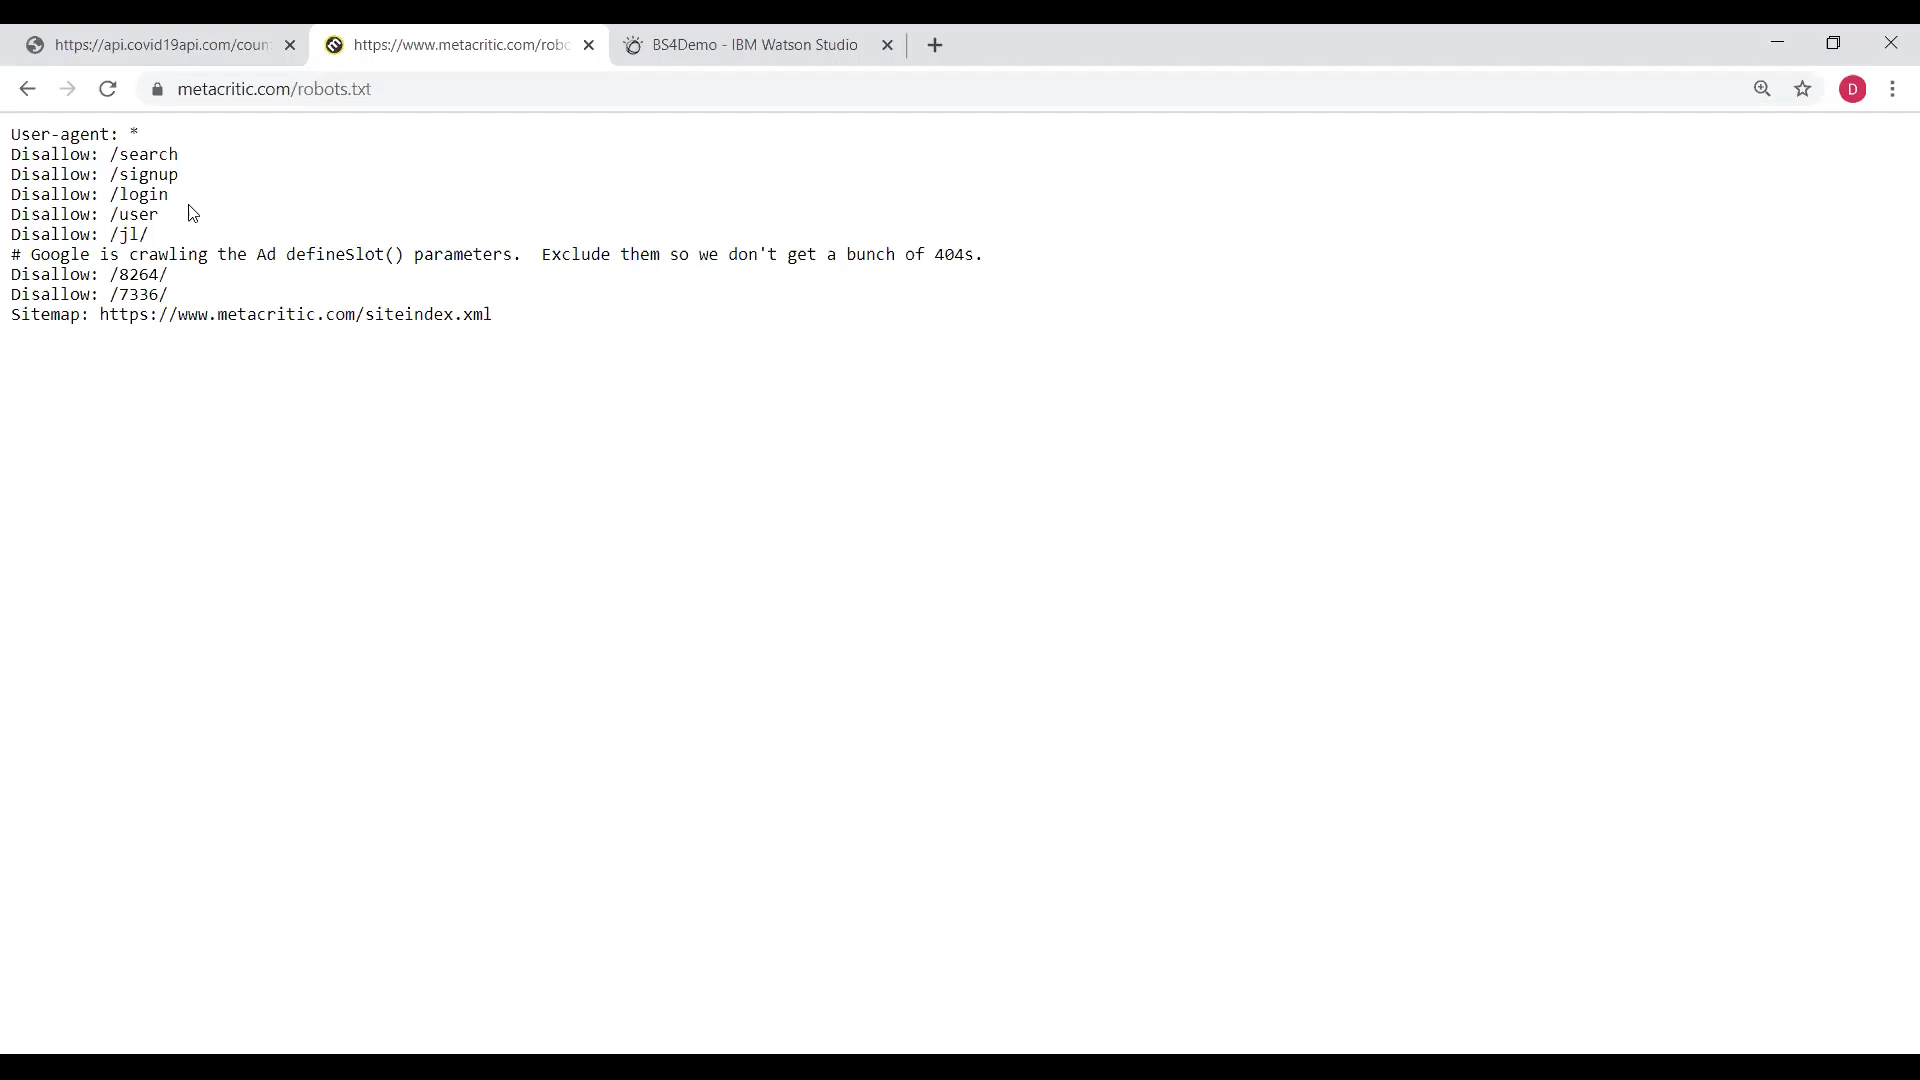 https://api.covid19api.com/coun
https://www.metacritic.com/robo
BS4Demo - IBM Watson Studio
metacritic.com/robots.txt
D
User-agent: *
Disallow: /search
Disallow: /signup
Disallow: /login
Disallow: /user
Disallow: /jl/
# Google is crawling the Ad defineSlot() parameters.  Exclude them so we don't get a bunch of 404s.
Disallow: /8264/
Disallow: /7336/
Sitemap: https://www.metacritic.com/siteindex.xml